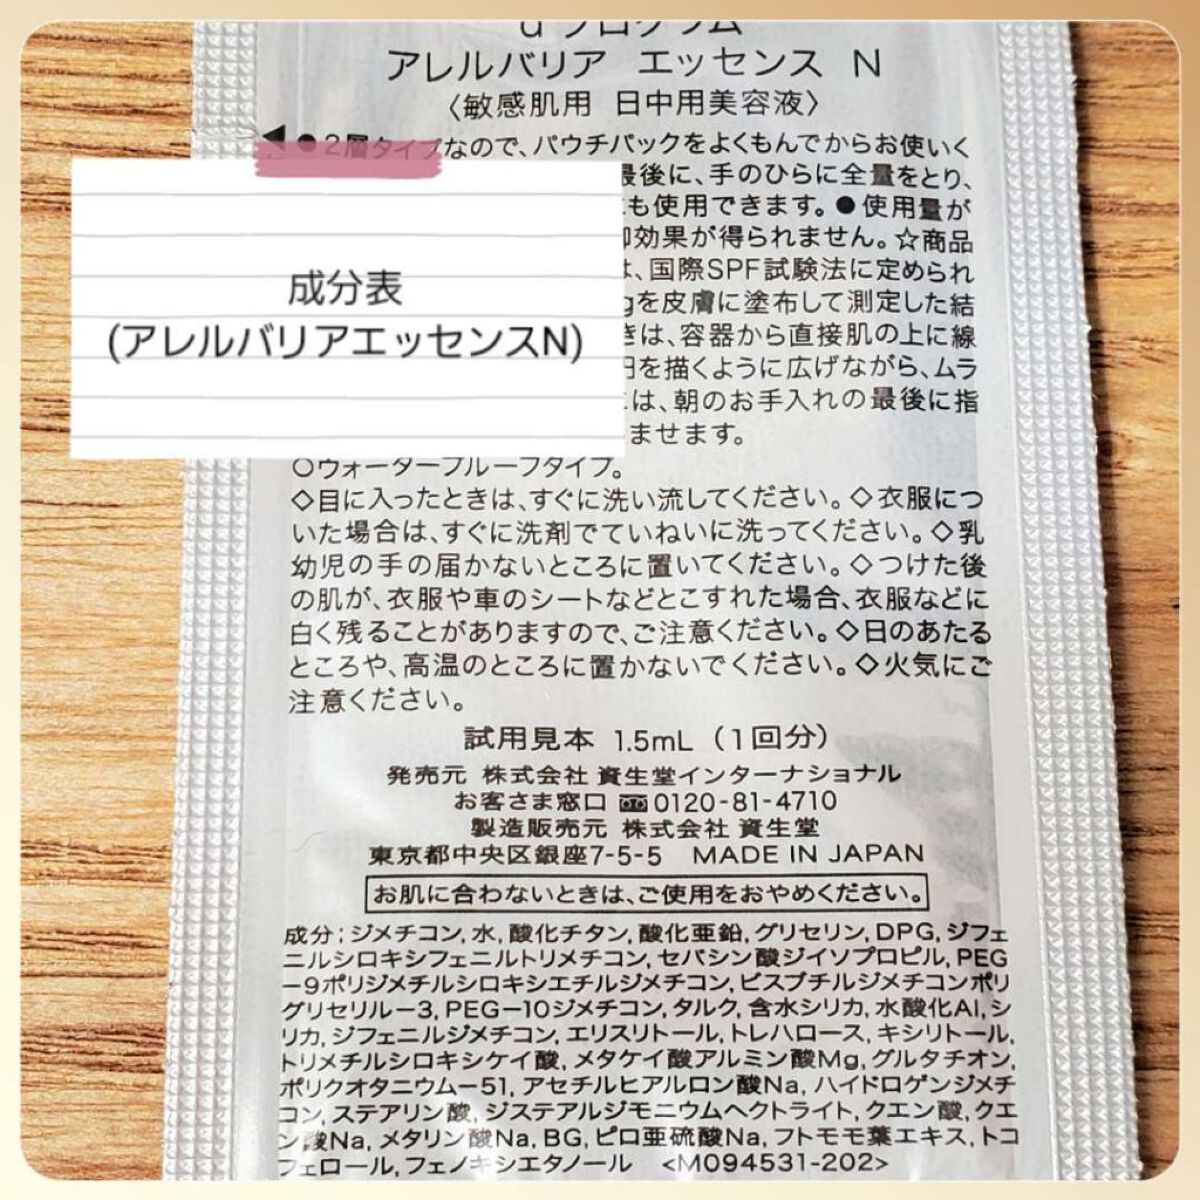 d プログラム
アレルバリア エッセンス N
〈敏感肌用 日中用美容液〉
●2層タイプなので、パウチパックをよくもんでからお使いく
最後に、手のひらに全量をとり、
も使用できます。●使用量が
効果が得られません。☆商品
は、国際SPF試験法に定められ
gを皮膚に塗布して測定した結
きは、容器から直接肌の上に線
円を描くように広げながら、ムラ
は、朝のお手入れの最後に指
ませます。
成分表
(アレルバリアエッセンスN)
○ウォータープルーフタイプ。
◇目に入ったときは、すぐに洗い流してください。◇衣服につ
いた場合は、すぐに洗剤でていねいに洗ってください。◇乳
幼児の手の届かないところに置いてください。◇つけた後
の肌が、衣服や車のシートなどとこすれた場合、衣服などに
白く残ることがありますので、ご注意ください。◇日のあたる
ところや、高温のところに置かないでください。◇火気にご
注意ください。
試用見本 1.5mL (1回分)
発売元 株式会社 資生堂インターナショナル
お客さま窓口 0120-81-4710
製造販売元 株式会社 資生堂
東京都中央区銀座7-5-5 MADE IN JAPAN
お肌に合わないときは、ご使用をおやめください。
成分:ジメチコン,水,酸化チタン,酸化亜鉛,グリセリン,DPG,ジフェ
ニルシロキシフェニルトリメチコン,セバシン酸ジイソプロピル,PEG
-9ポリジメチルシロキシエチルジメチコン,ビスブチルジメチコンポリ
グリセリル-3,PEG-10ジメチコン,タルク,含水シリカ,水酸化Al,シ
リカ,ジフェニルジメチコン,エリスリトール,トレハロース,キシリトール,
トリメチルシロキシケイ酸,メタケイ酸アルミン酸Mg,グルタチオン,
ポリクオタニウム-51,アセチルヒアルロン酸Na,ハイドロゲンジメチ
コン,ステアリン酸,ジステアルジモニウムヘクトライト,クエン酸,クエ
ン酸Na,メタリン酸Na,BG,ピロ亜硫酸Na,フトモモ葉エキス,トコ
フェロール,フェノキシエタノール <M094531-202>